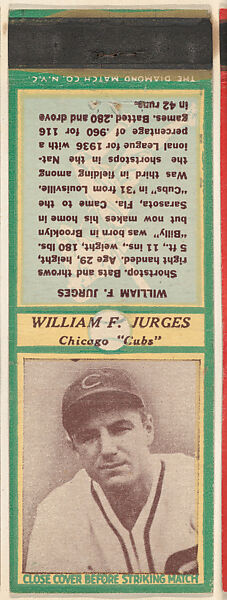 THE DIAMOND MATCH CO. N.Y.C.
WILLIAM F. JURGES
Shortstop. Bats and throws
right handed. Age 29, height,
5 ft., 11 ins., weight, 180 lbs.
"Billy" was born in Brooklyn
but now makes his home in
Sarasota, Fla. Came to the
"Cubs" in '31 from Louisville.
Was third in fielding among
the shortstops in the Nat-
ional League for 1936 with a
percentage of .960 in 116
games. Batted .280 and drove
in 42 runs.
WILLIAM F. JURGES
Chicago "Cubs"
C
CLOSE COVER BEFORE STRIKING MATCH